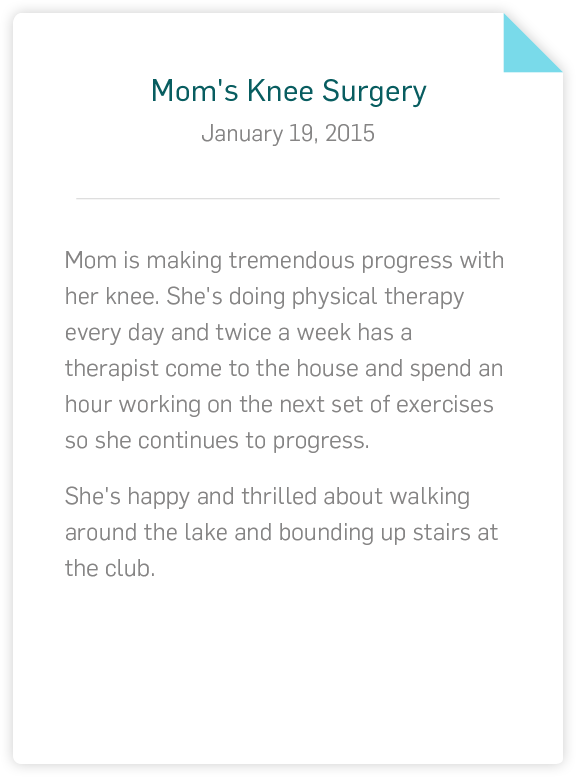 Mom's Knee Surgery
January 19, 2015
Mom is making tremendous progress with
her knee. She's doing physical therapy
every day and twice a week has a
therapist come to the house and spend an
hour working on the next set of exercises
so she continues to progress.
She's happy and thrilled about walking
around the lake and bounding up stairs at
the club.